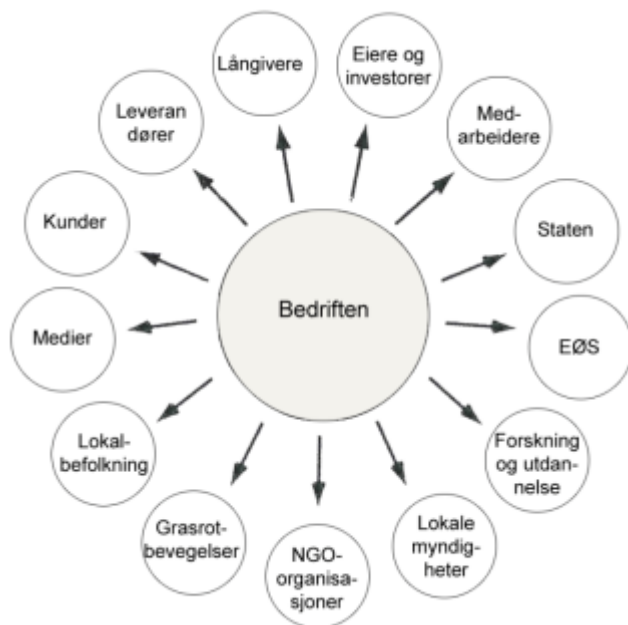 Långivere
Eiere og
investorer
Leveran
dører
Med-
arbeidere
Kunder
Staten
Bedriften
Medier
EØS
Lokal-
befolkning
Forskning
og utdan-
nelse
Grasrot-
bevegelser
NGO-
organisa-
sjoner
Lokale
myndig-
heter